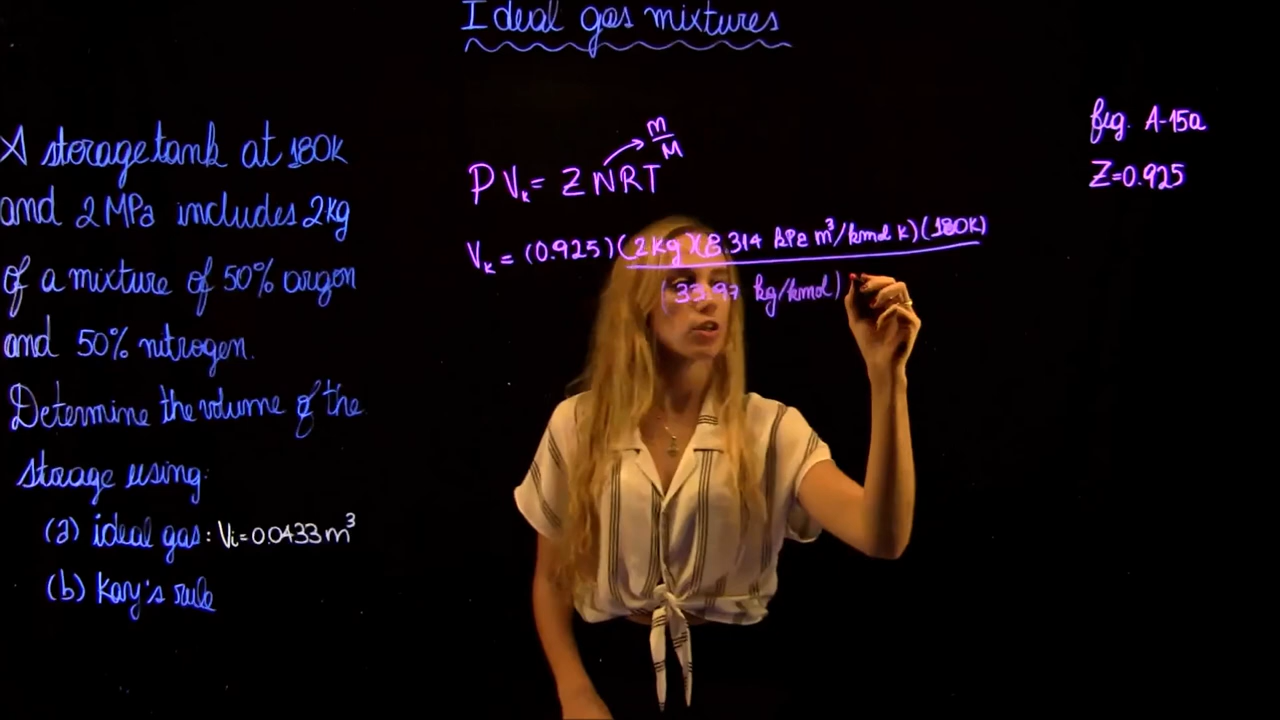 Ideal gas mixtures
A storage tank at 180K
and 2 MPa includes 2kg
of a mixture of 50% argon
and 50% nitrogen.
Determine the volume of the
storage using:
(a) ideal gas: Vi=0.0433m³
(b) Kay's rule
m/M
PVk= ZNRT
Vk = (0.925)(2kg)(8.314 kPa m³/kmol K)(180K)
(33.97 kg/kmol)
fig. A-15a
Z=0.925